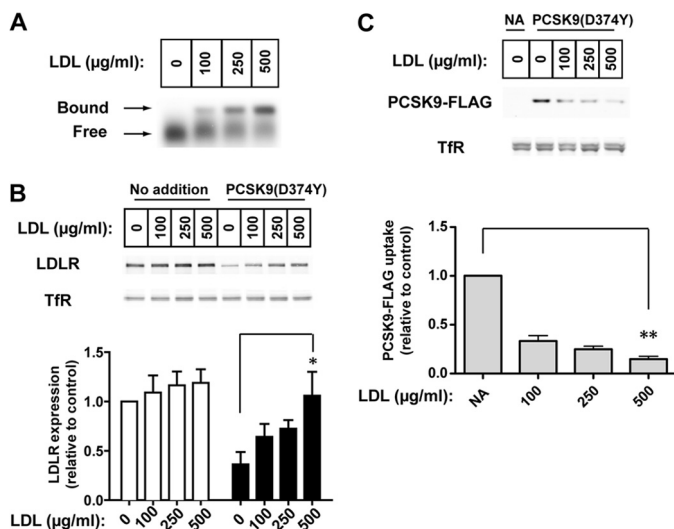 A
LDL (µg/ml):
0 100 250 500
Bound
Free
B
No addition PCSK9(D374Y)
LDL (µg/ml):
0 100 250 500 0 100 250 500
LDLR
TfR
LDLR expression
(relative to control)
1.5
1.0
0.5
0.0
*
LDL (µg/ml):
0 100 250 500 0 100 250 500
C
NA PCSK9(D374Y)
LDL (µg/ml):
0 0 100 250 500
PCSK9-FLAG
TfR
PCSK9-FLAG uptake
(relative to control)
1.5
1.0
0.5
0.0
**
LDL (µg/ml):
NA 100 250 500